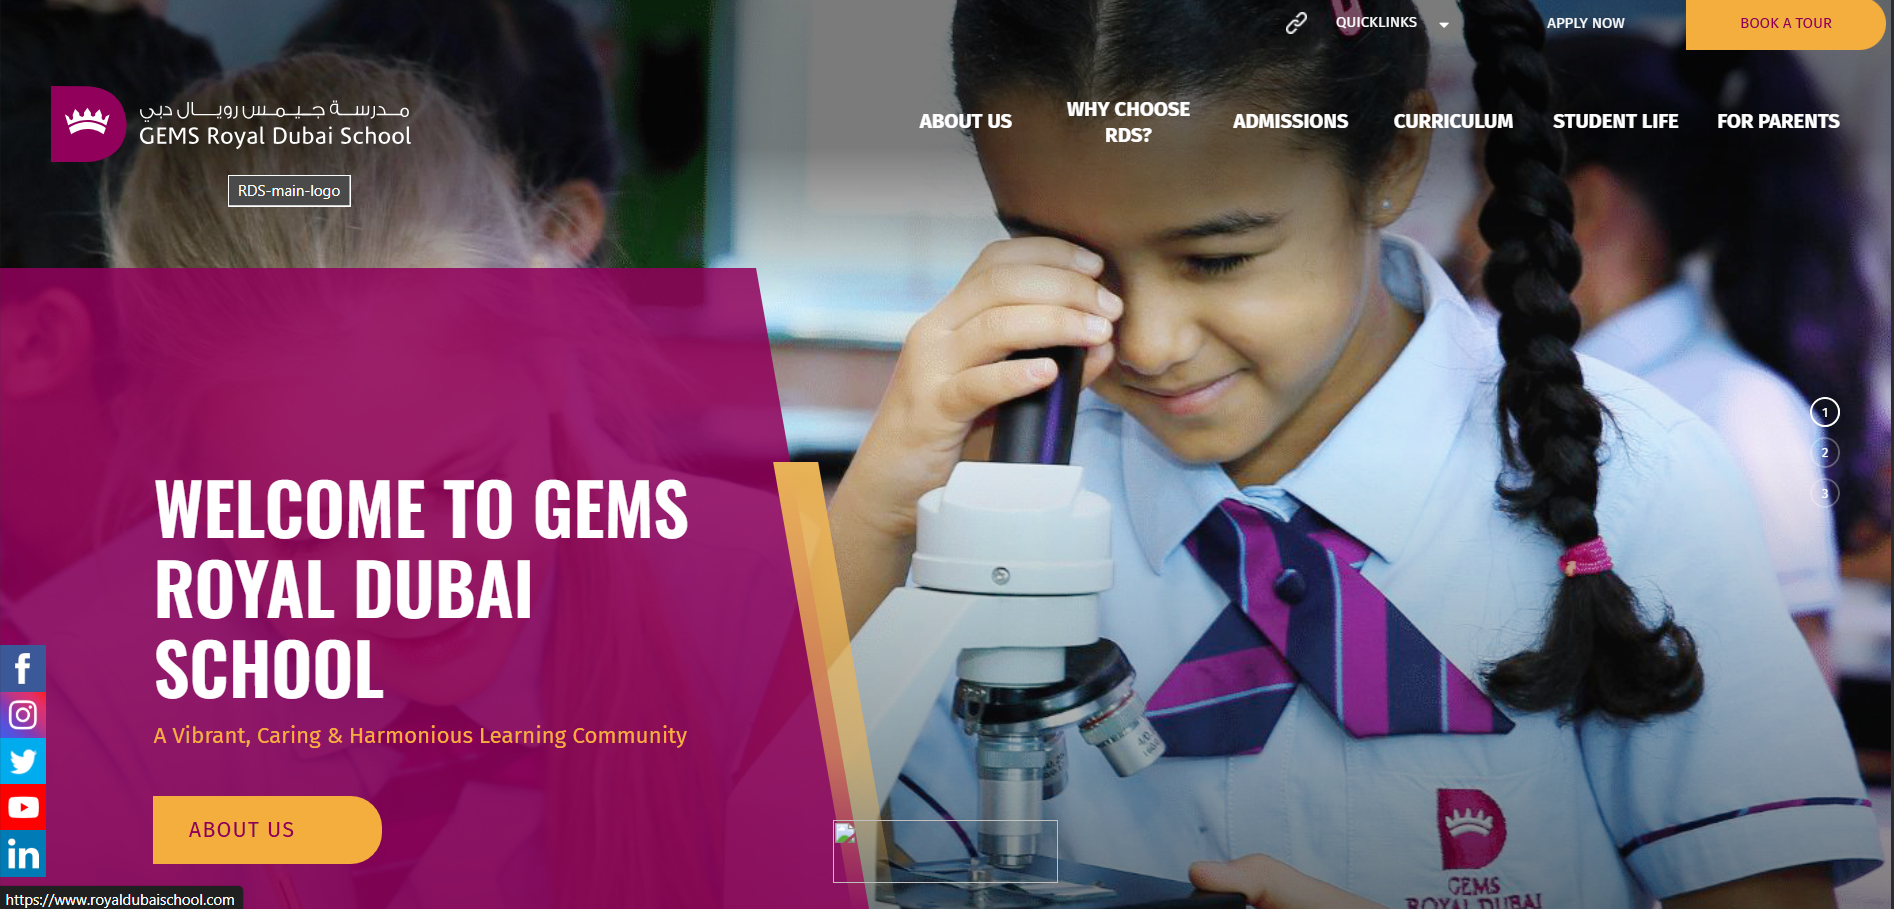 QUICKLINKS
APPLY NOW
BOOK A TOUR
مدرسة جيمس رويال دبي
GEMS Royal Dubai School
RDS-main-logo
ABOUT US
WHY CHOOSE
RDS?
ADMISSIONS
CURRICULUM
STUDENT LIFE
FOR PARENTS
1
2
3
WELCOME TO GEMS
ROYAL DUBAI
SCHOOL
A Vibrant, Caring & Harmonious Learning Community
ABOUT US
GEMS
ROYAL DUBAI
https://www.royaldubaischool.com